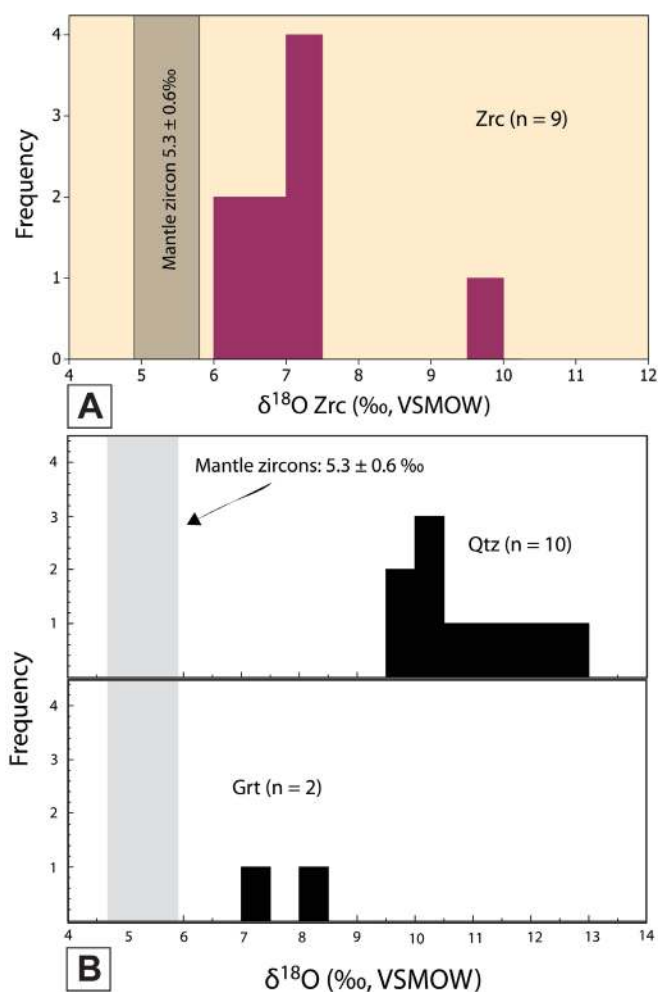 4
3
2
1
0
Frequency
Mantle zircon 5.3 ± 0.6‰
Zrc (n = 9)
4 5 6 7 8 9 10 11 12
A
δ18O Zrc (‰, VSMOW)
4
3
2
1
Mantle zircons: 5.3 ± 0.6 ‰
Qtz (n = 10)
Frequency
4
3
2
1
Grt (n = 2)
4 5 6 7 8 9 10 11 12 13 14
B
δ18O (‰, VSMOW)